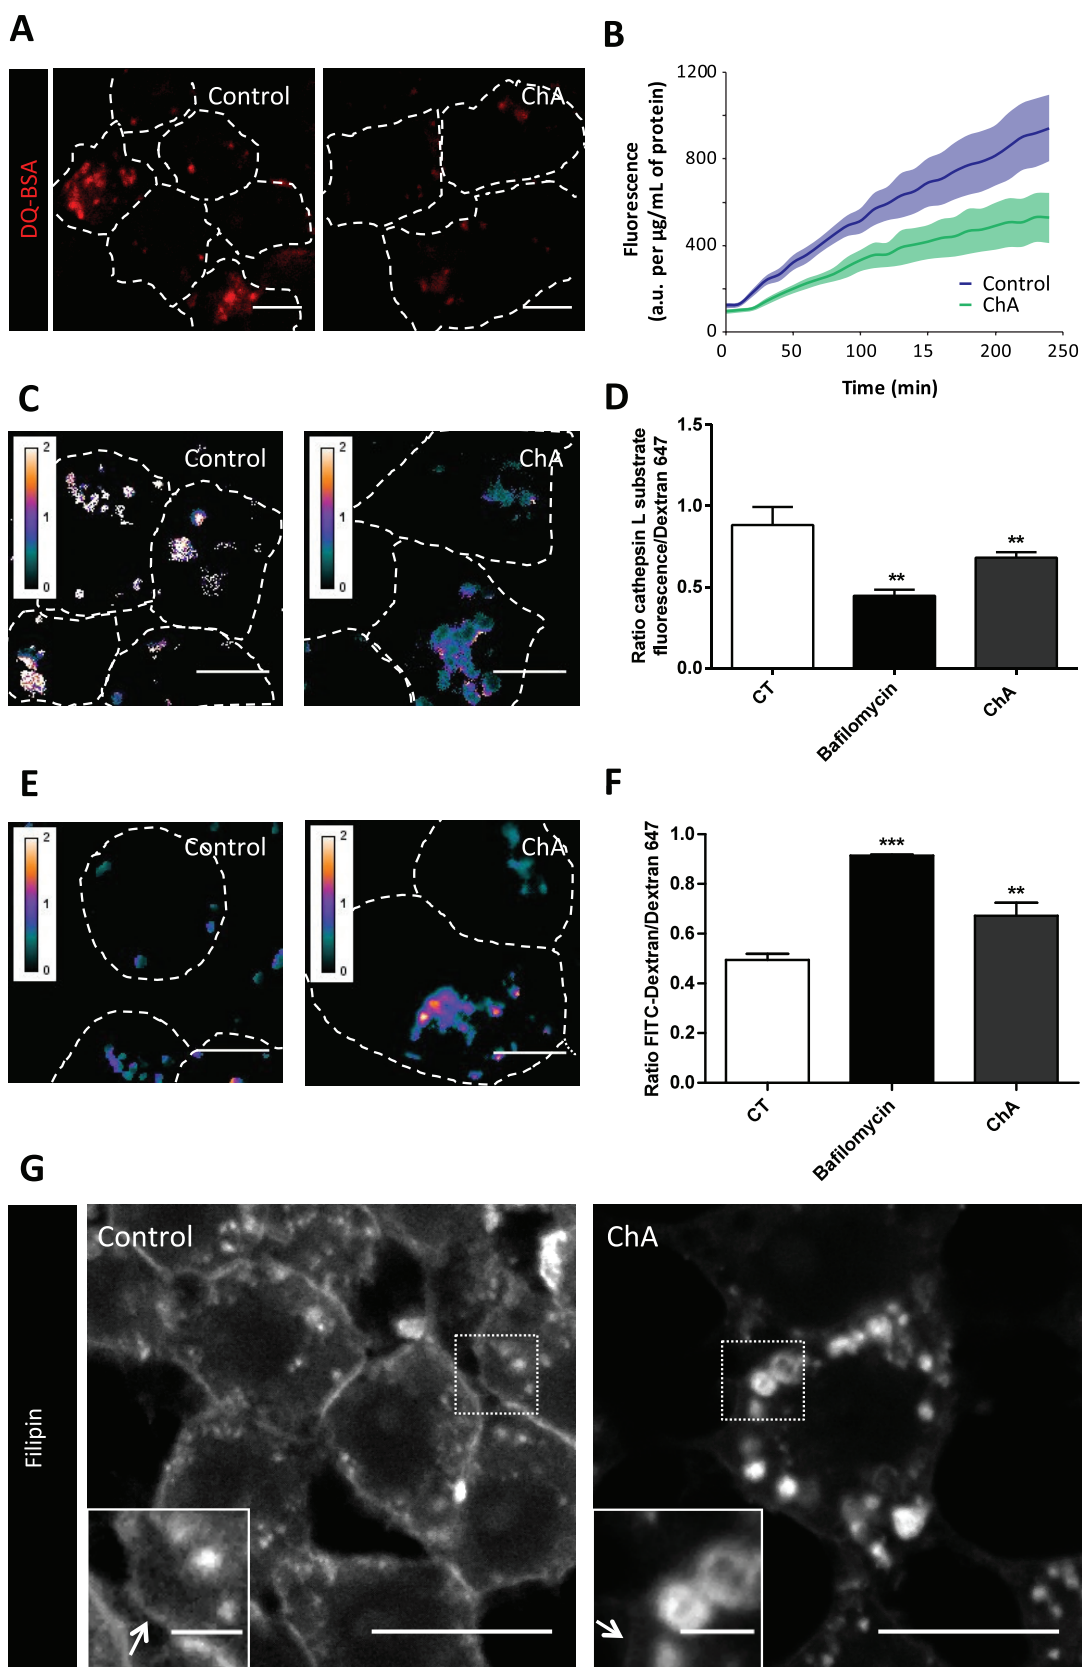 A
DQ-BSA
Control
ChA
B
Fluorescence
(a.u. per µg/mL of protein)
1200
800
400
0
Control
ChA
0
50
100
15
200
250
Time (min)
C
2
1
0
Control
2
1
0
ChA
D
Ratio cathepsin L substrate
fluorescence/Dextran 647
1.5
1.0
0.5
0.0
**
**
CT
Bafilomycin
ChA
E
2
1
0
Control
2
1
0
ChA
F
Ratio FITC-Dextran/Dextran 647
1.0
0.8
0.6
0.4
0.2
0.0
***
**
CT
Bafilomycin
ChA
G
Filipin
Control
ChA